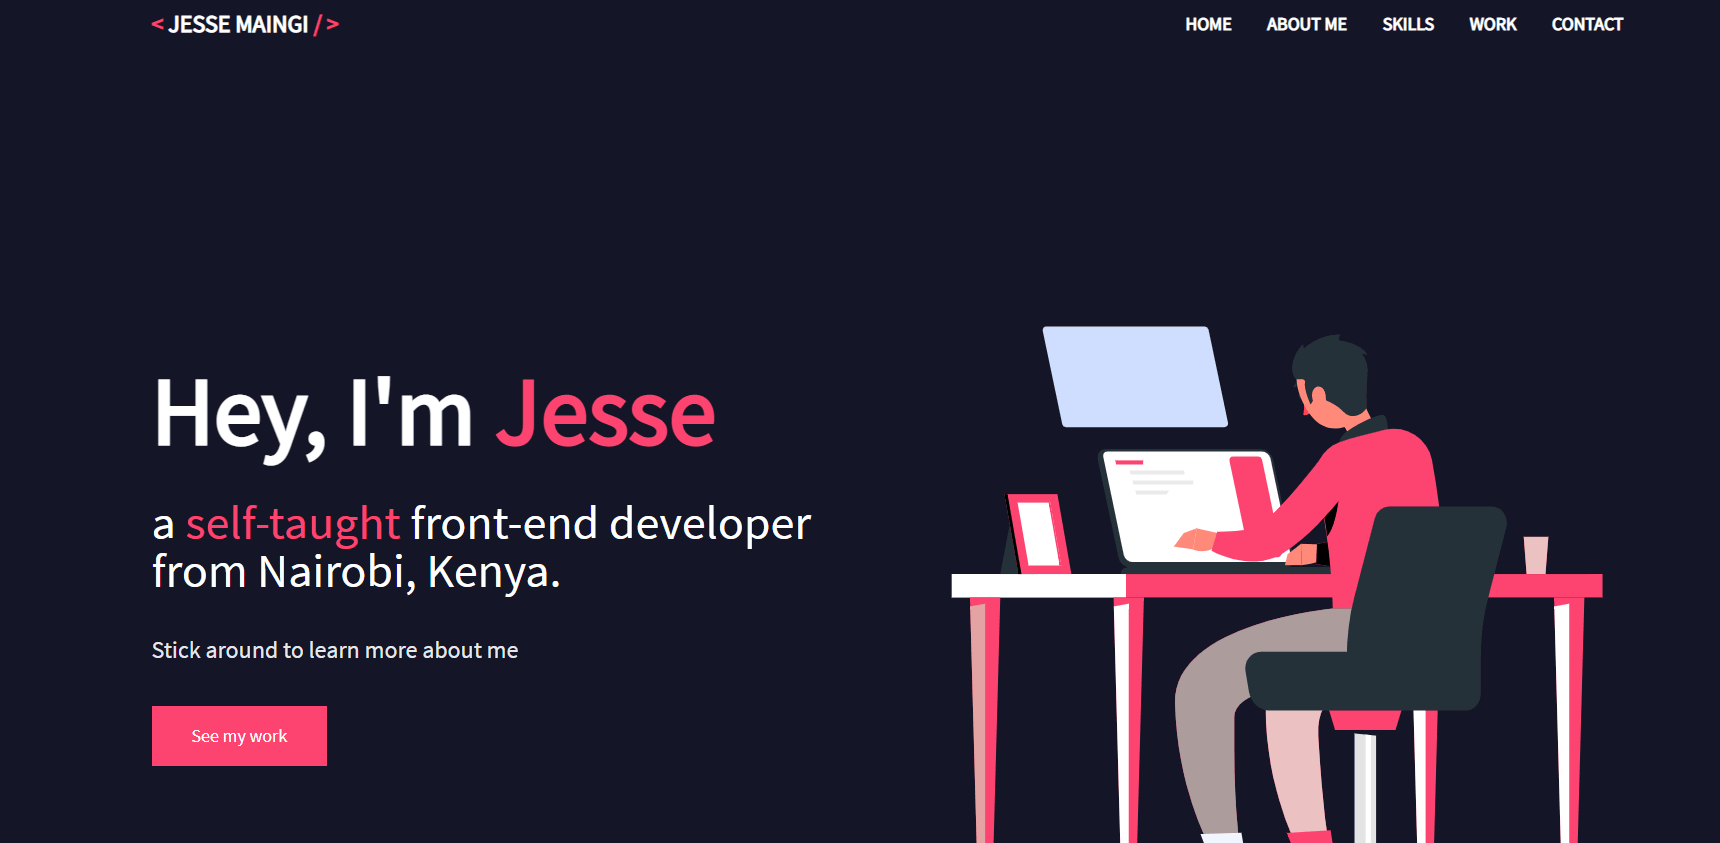 < JESSE MAINGI / >
HOME ABOUT ME SKILLS WORK CONTACT
Hey, I'm Jesse
a self-taught front-end developer
from Nairobi, Kenya.
Stick around to learn more about me
See my work